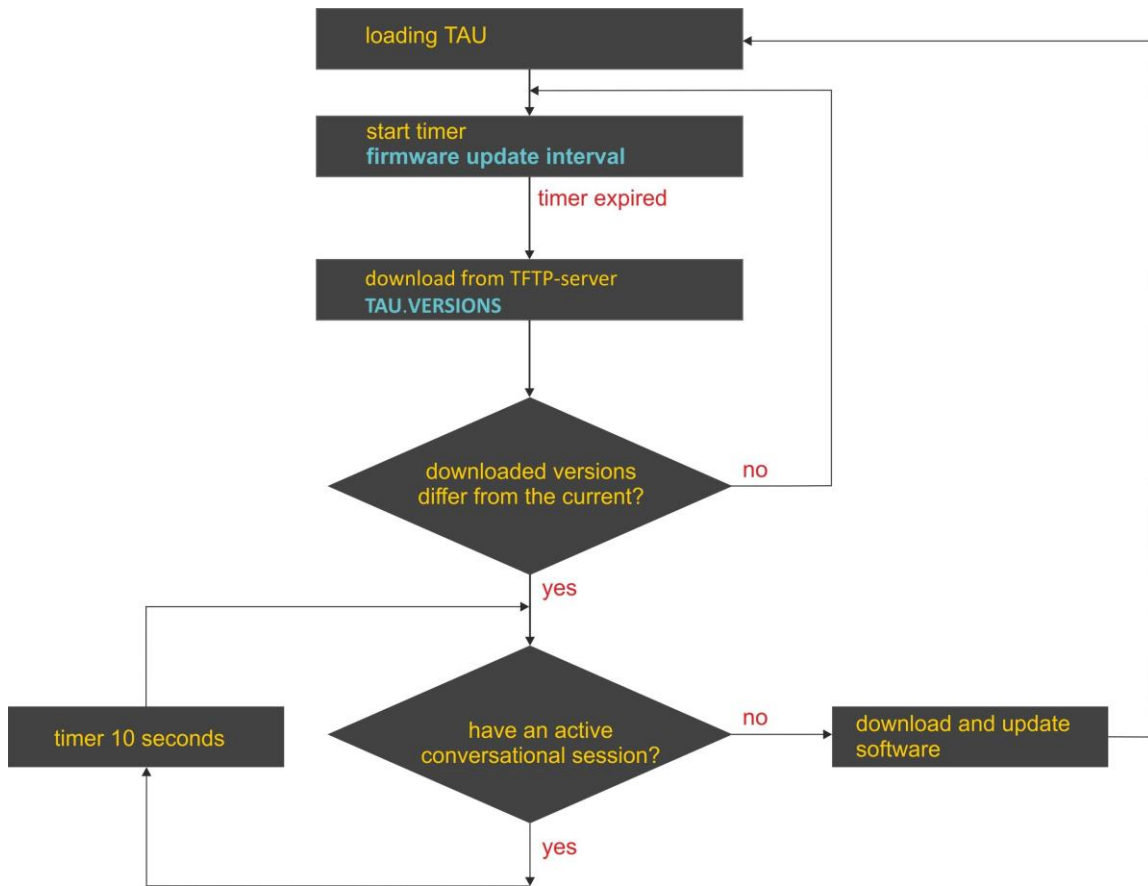 loading TAU
start timer
firmware update interval
timer expired
download from TFTP-server
TAU.VERSIONS
downloaded versions
differ from the current?
no
yes
timer 10 seconds
have an active
conversational session?
no
download and update
software
yes